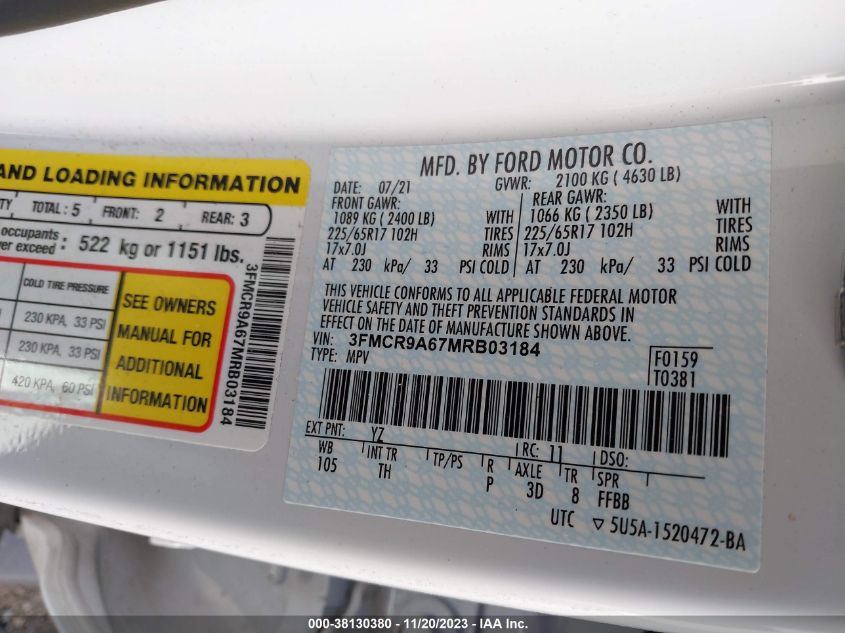 AND LOADING INFORMATION
TOTAL: 5 FRONT: 2 REAR: 3
occupants
exceed: 522 kg or 1151 lbs.
COLD TIRE PRESSURE
230 KPA, 33 PSI
230 KPA, 33 PSI
420 KPA, 60 PSI
SEE OWNERS
MANUAL FOR
ADDITIONAL
INFORMATION
3FMCR9A67MRB03184
MFD. BY FORD MOTOR CO.
DATE: 07/21 GVWR: 2100 KG ( 4630 LB)
FRONT GAWR: REAR GAWR:
1089 KG (2400 LB) WITH 1066 KG ( 2350 LB) WITH
225/65R17 102H TIRES 225/65R17 102H TIRES
17x7.0J RIMS 17x7.0J RIMS
AT 230 kPa/ 33 PSI COLD AT 230 kPa/ 33 PSI COLD
THIS VEHICLE CONFORMS TO ALL APPLICABLE FEDERAL MOTOR
VEHICLE SAFETY AND THEFT PREVENTION STANDARDS IN
EFFECT ON THE DATE OF MANUFACTURE SHOWN ABOVE.
VIN: 3FMCR9A67MRB03184
TYPE: MPV
F0159
T0381
EXT PNT: YZ RC: 11 DSO:
WB INT TR TP/PS R AXLE TR SPR
105 TH P 3D 8 FFBB
UTC ▽ 5U5A-1520472-BA
000-38130380 - 11/20/2023 - IAA Inc.